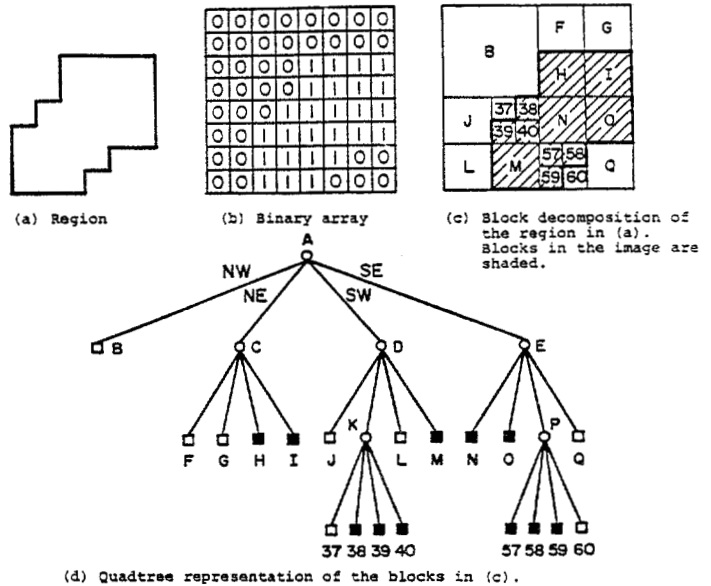 (a) Region
0 0 0 0 0 0 0 0
0 0 0 0 0 0 0 0
0 0 0 0 1 1 1 1
0 0 0 0 1 1 1 1
0 0 0 1 1 1 1 1
0 0 1 1 1 1 1 1
0 0 1 1 1 1 0 0
0 0 1 1 1 0 0 0
(b) Binary array
F G
B
H I
J 37 38 N O
39 40
L M 57 58 Q
59 60
(c) Block decomposition of
the region in (a).
Blocks in the image are
shaded.
A
NW NE SW SE
B C D E
K P
F G H I J L M N O Q
37 38 39 40 57 58 59 60
(d) Quadtree representation of the blocks in (c).